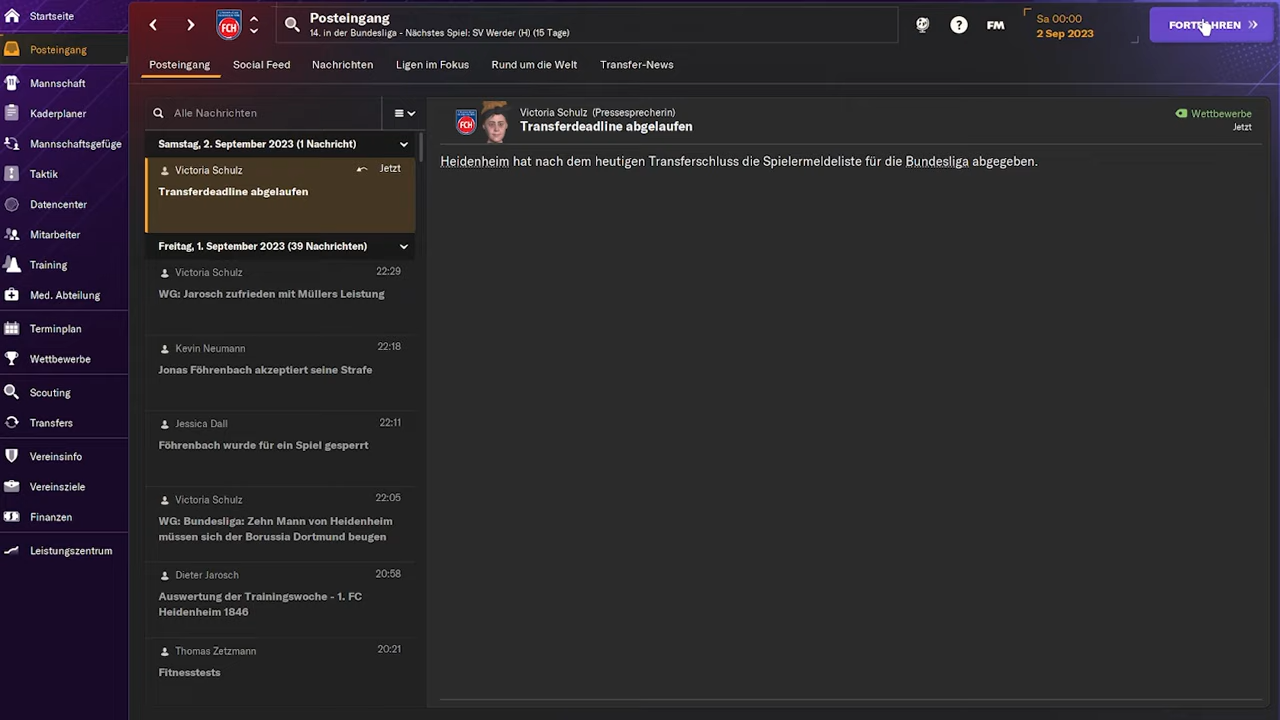 Startseite
Posteingang
Mannschaft
Kaderplaner
Mannschaftsgefüge
Taktik
Datencenter
Mitarbeiter
Training
Med. Abteilung
Terminplan
Wettbewerbe
Scouting
Transfers
Vereinsinfo
Vereinsziele
Finanzen
Leistungszentrum
FCH
Posteingang
14. in der Bundesliga - Nächstes Spiel: SV Werder (H) (15 Tage)
?
FM
Sa 00:00
2 Sep 2023
FORTFAHREN
Posteingang Social Feed Nachrichten Ligen im Fokus Rund um die Welt Transfer-News
Alle Nachrichten
Samstag, 2. September 2023 (1 Nachricht)
Victoria Schulz Jetzt
Transferdeadline abgelaufen
Freitag, 1. September 2023 (39 Nachrichten)
Victoria Schulz 22:29
WG: Jarosch zufrieden mit Müllers Leistung
Kevin Neumann 22:18
Jonas Föhrenbach akzeptiert seine Strafe
Jessica Dall 22:11
Föhrenbach wurde für ein Spiel gesperrt
Victoria Schulz 22:05
WG: Bundesliga: Zehn Mann von Heidenheim
müssen sich der Borussia Dortmund beugen
Dieter Jarosch 20:58
Auswertung der Trainingswoche - 1. FC
Heidenheim 1846
Thomas Zetzmann 20:21
Fitnesstests
FCH
Victoria Schulz (Pressesprecherin)
Transferdeadline abgelaufen
Wettbewerbe
Jetzt
Heidenheim hat nach dem heutigen Transferschluss die Spielermeldeliste für die Bundesliga abgegeben.